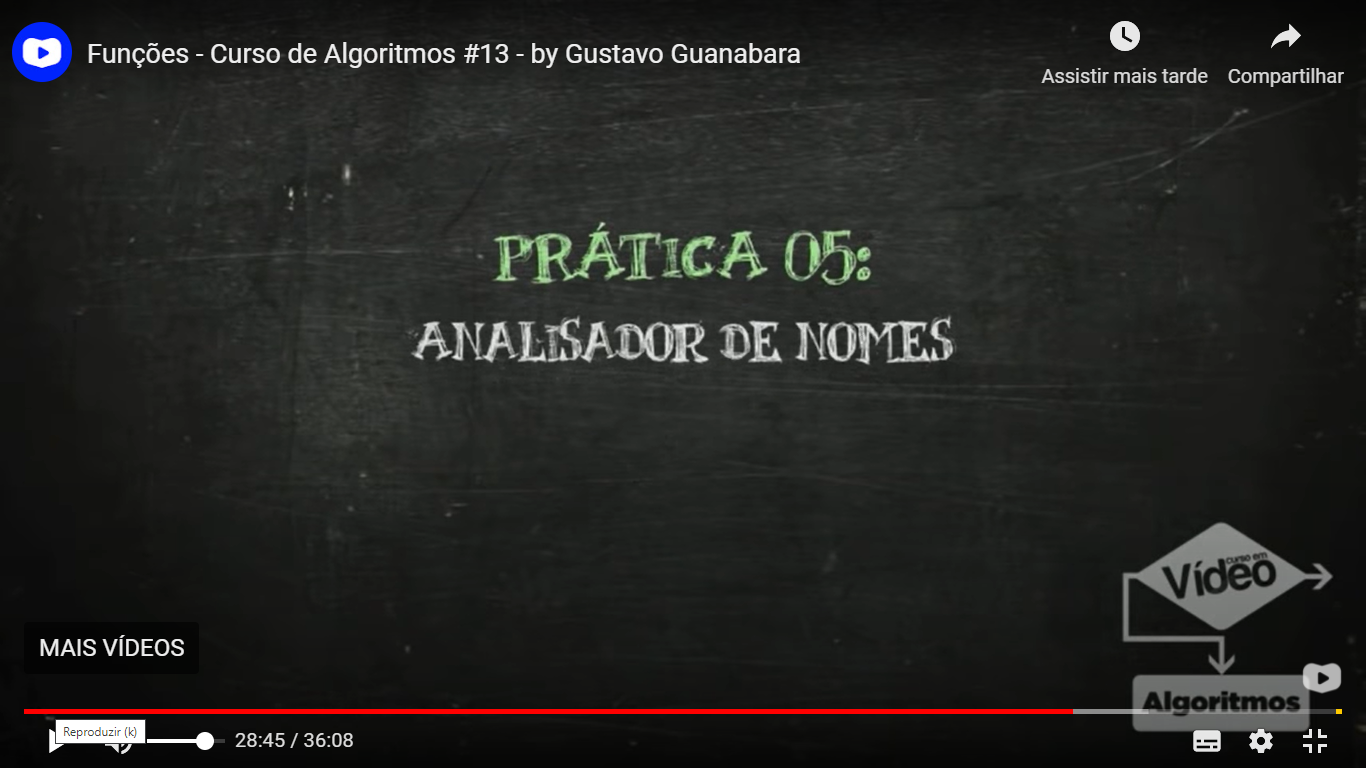 Funções - Curso de Algoritmos #13 - by Gustavo Guanabara
Assistir mais tarde
Compartilhar
PRÁTICA 05:
ANALISADOR DE NOMES
curso em
Vídeo
Algoritmos
MAIS VÍDEOS
Reproduzir (k)
28:45 / 36:08